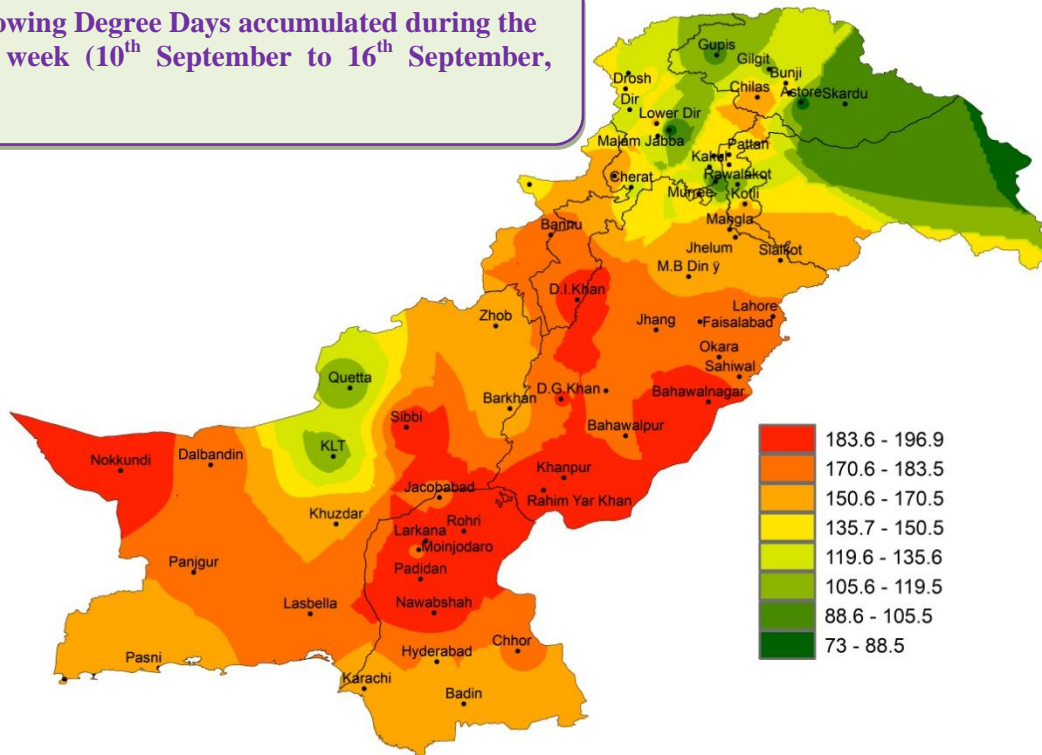 owing Degree Days accumulated during the
week (10th September to 16th September,
Gupis
Gilgit
Bunji
Drosh
Chilas
Astore
Skardu
Dir
Lower Dir
Malam Jabba
Pattan
Kakul
Cherat
Rawalakot
Murree
Kotli
Mangla
Bannu
Jhelum
Sialkot
M.B Din ÿ
D.I.Khan
Zhob
Lahore
Jhang
Faisalabad
Okara
Sahiwal
Quetta
D.G.Khan
Bahawalnagar
Barkhan
Sibbi
Bahawalpur
KLT
Nokkundi
Dalbandin
Khanpur
Jacobabad
Rahim Yar Khan
Khuzdar
Rohri
Larkana
Moinjodaro
Panjgur
Padidan
Lasbella
Nawabshah
Chhor
Hyderabad
Pasni
Karachi
Badin
183.6 - 196.9
170.6 - 183.5
150.6 - 170.5
135.7 - 150.5
119.6 - 135.6
105.6 - 119.5
88.6 - 105.5
73 - 88.5